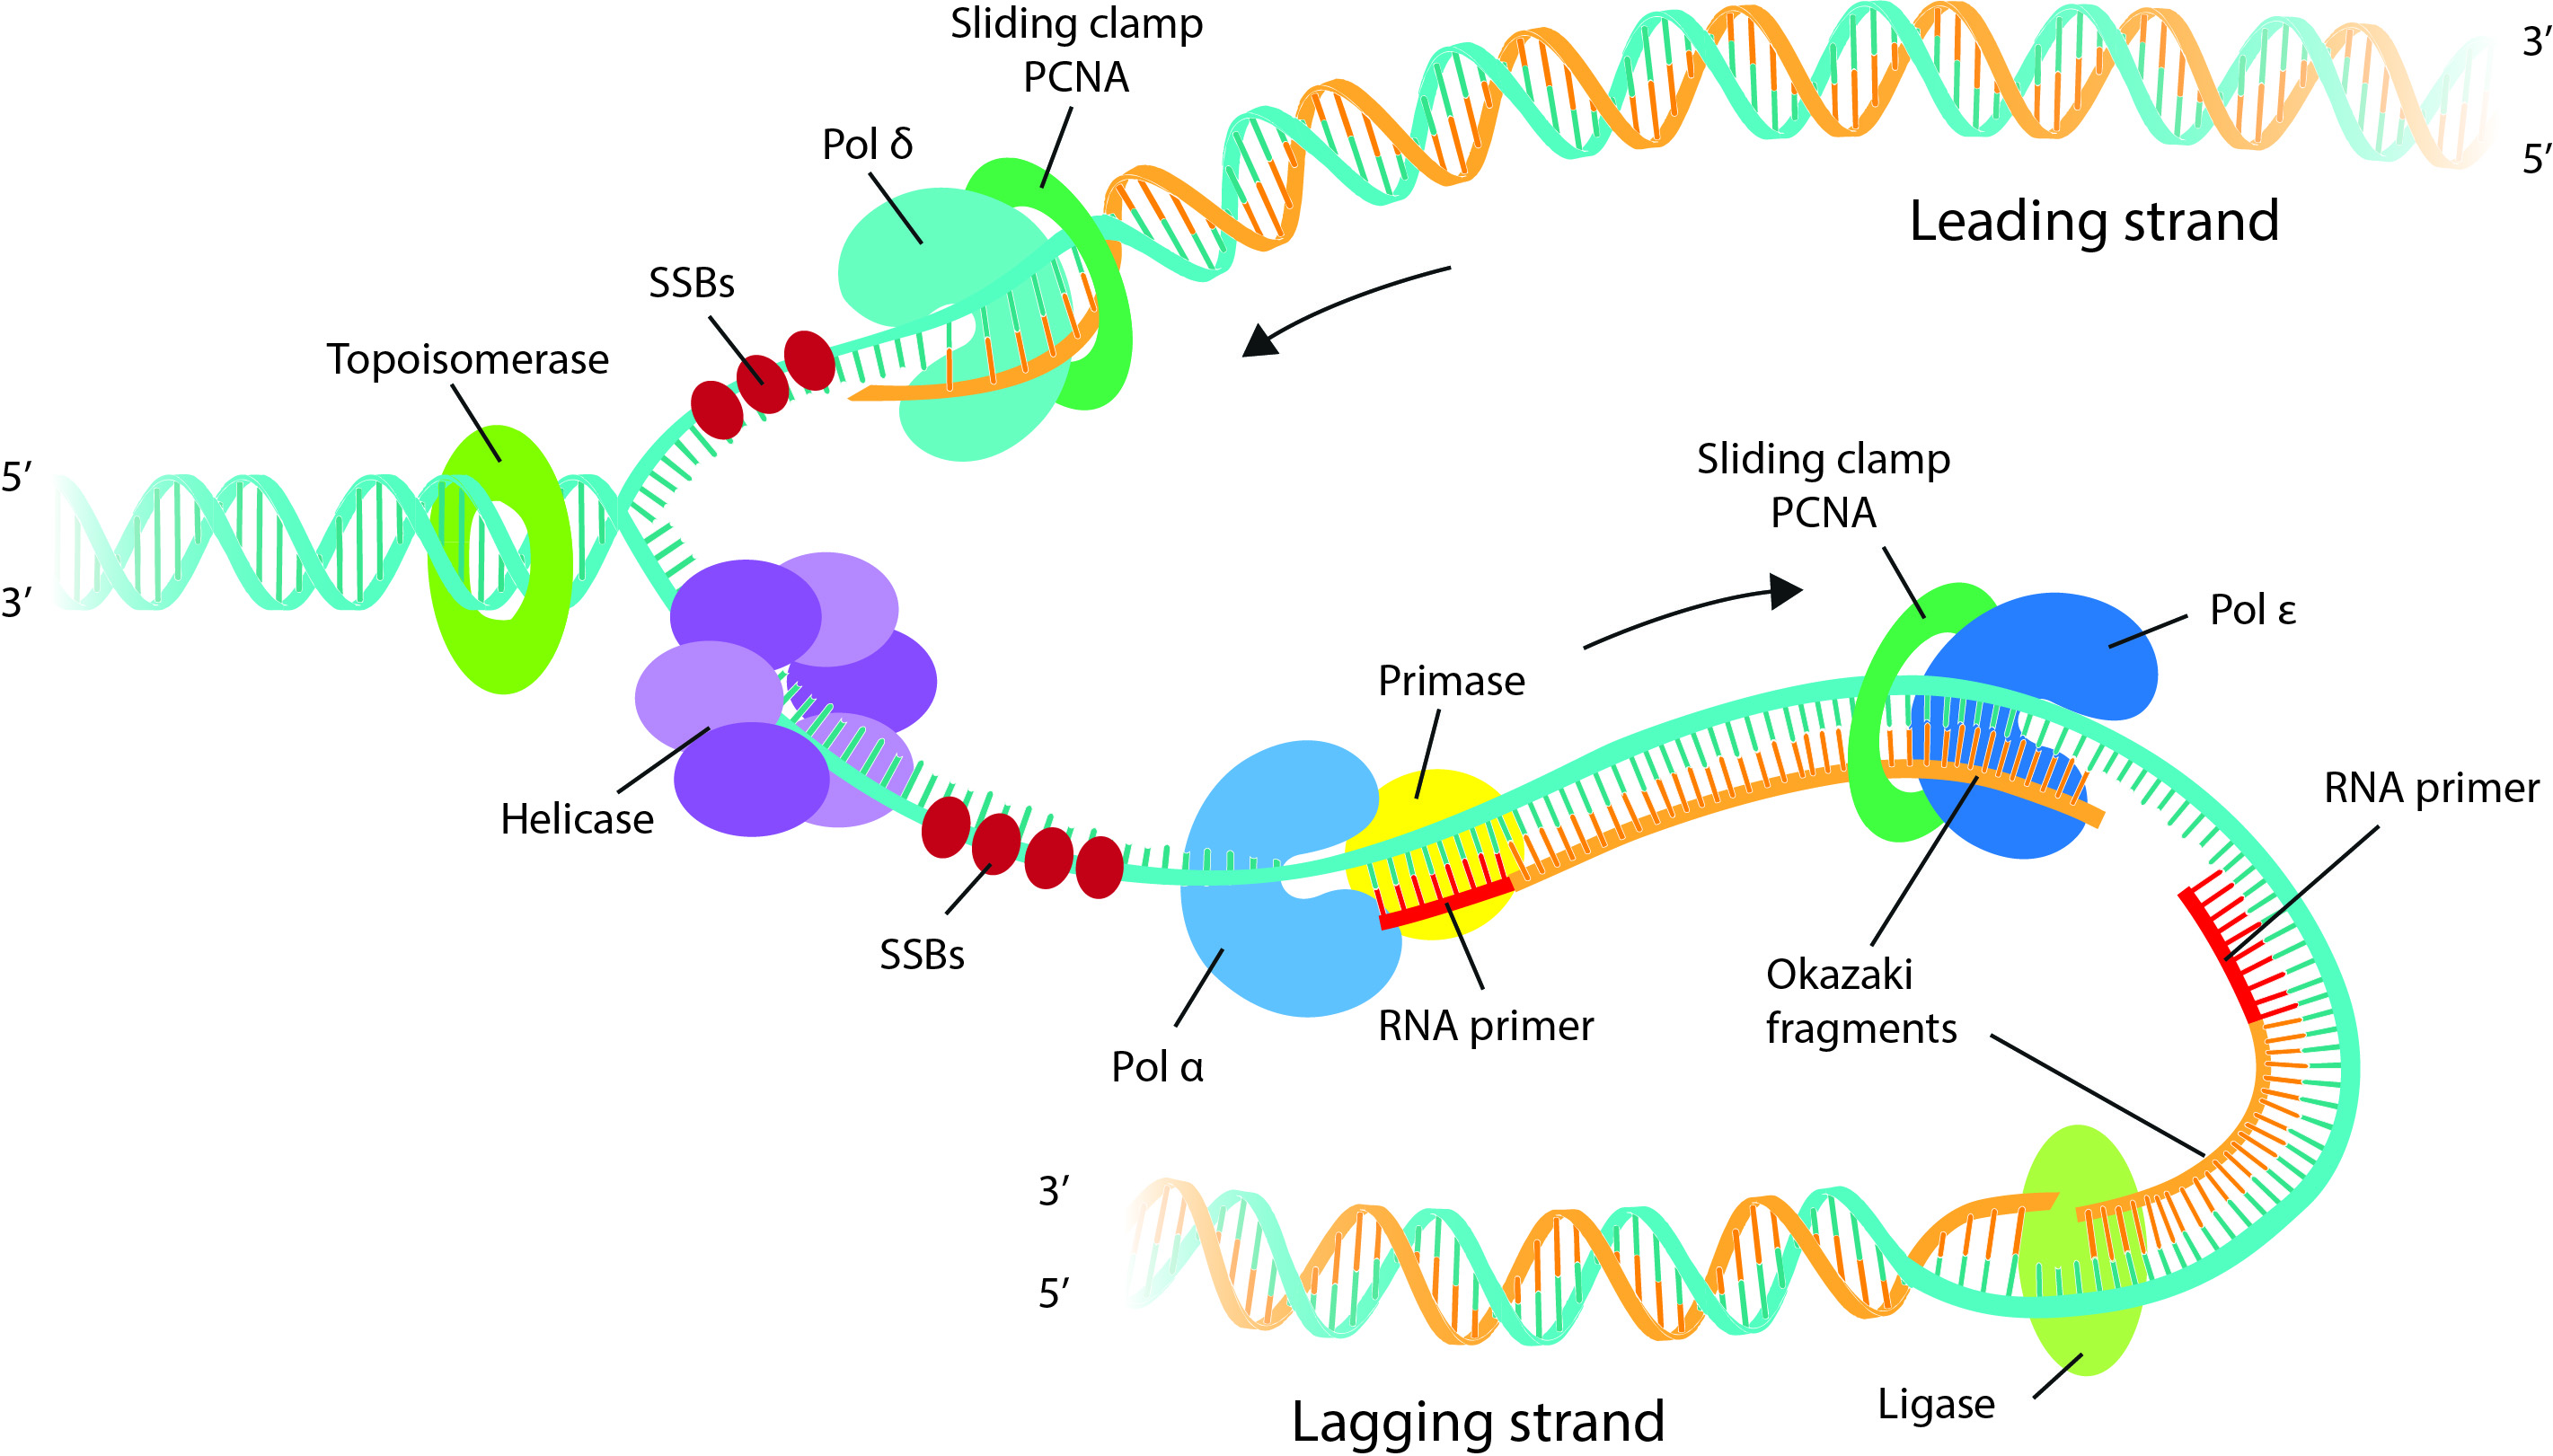 Sliding clamp
PCNA
3′
Pol δ
5′
Leading strand
SSBs
Topoisomerase
5′
3′
Sliding clamp
PCNA
Pol ε
Primase
RNA primer
Helicase
SSBs
Okazaki
fragments
RNA primer
Pol α
3′
5′
Ligase
Lagging strand